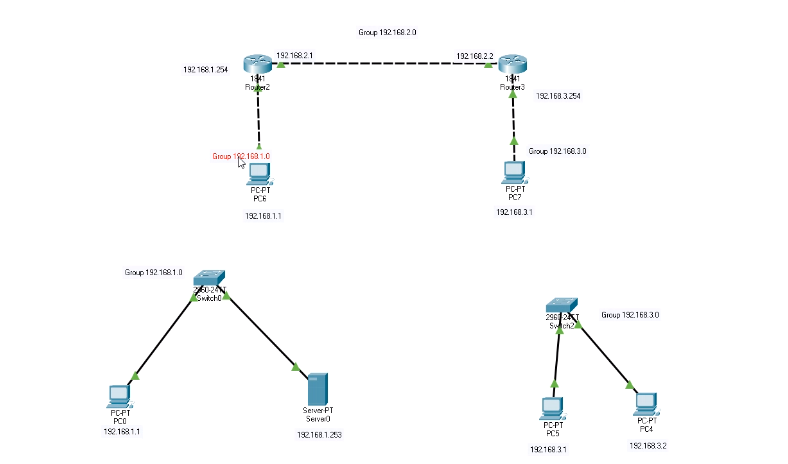 Group 192.168.2.0
192.168.2.1
192.168.2.2
192.168.1.254
1841
Router2
1841
Router3
192.168.3.254
Group 192.168.1.0
Group 192.168.3.0
PC-PT
PC6
PC-PT
PC7
192.168.1.1
192.168.3.1
Group 192.168.1.0
2960-24TT
Switch0
2960-24TT
Switch2
Group 192.168.3.0
PC-PT
PC0
192.168.1.1
Server-PT
Server0
192.168.1.253
PC-PT
PC5
192.168.3.1
PC-PT
PC4
192.168.3.2